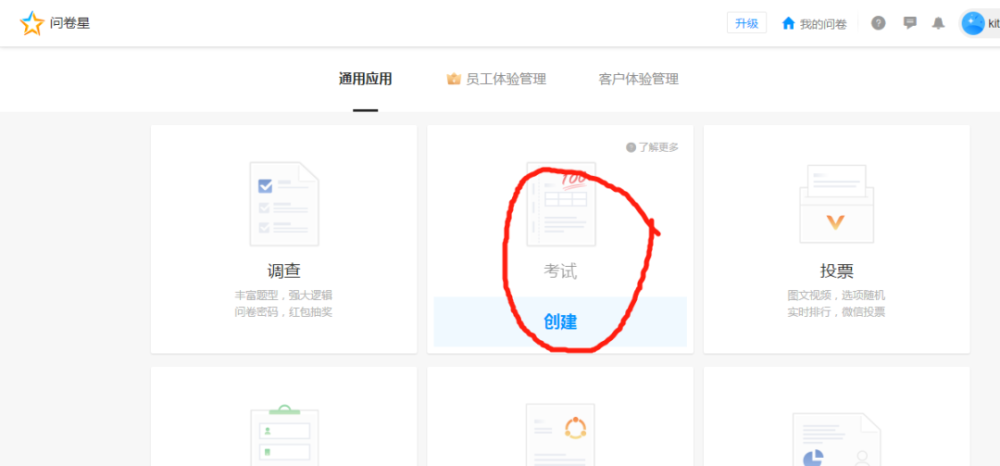 问卷星
升级
我的问卷
kit
通用应用
员工体验管理
客户体验管理
了解更多
100
调查
丰富题型，强大逻辑
问卷密码，红包抽奖
考试
创建
投票
图文视频，选项随机
实时排行，微信投票